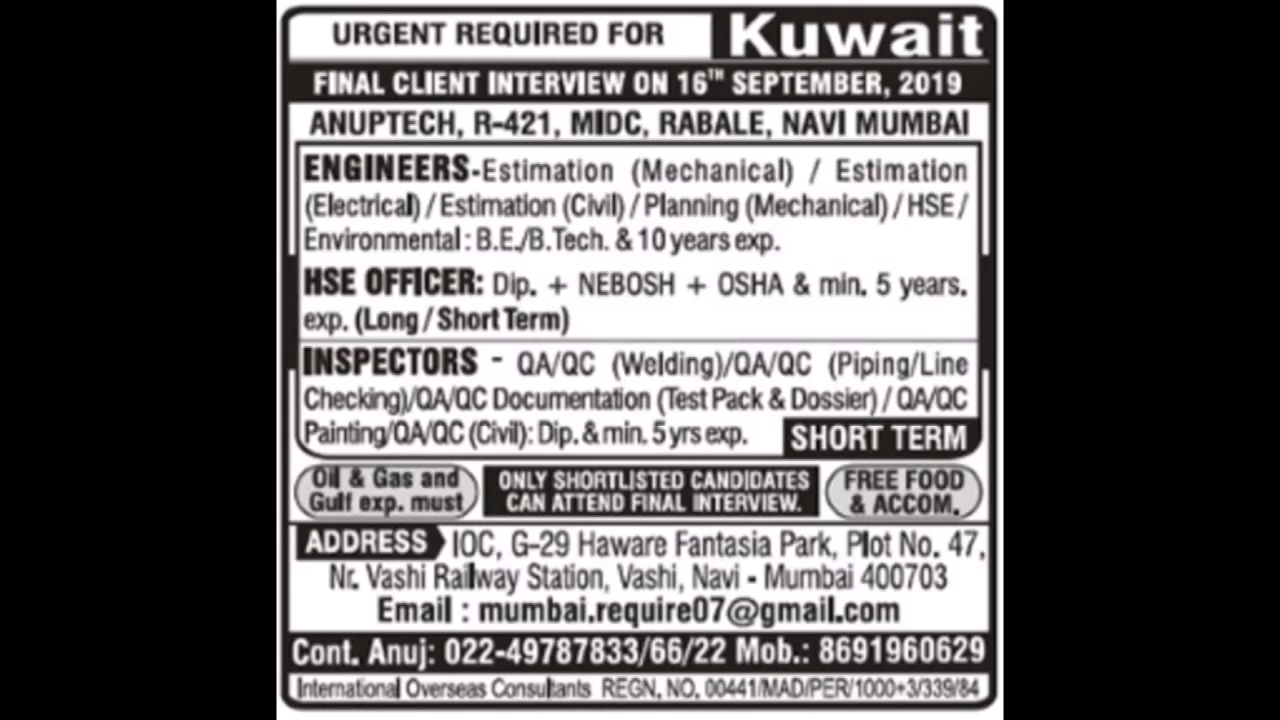 URGENT REQUIRED FOR Kuwait
FINAL CLIENT INTERVIEW ON 16TH SEPTEMBER, 2019
ANUPTECH, R-421, MIDC, RABALE, NAVI MUMBAI
ENGINEERS-Estimation (Mechanical) / Estimation
(Electrical) / Estimation (Civil) / Planning (Mechanical) / HSE /
Environmental : B.E./B.Tech. & 10 years exp.
HSE OFFICER: Dip. + NEBOSH + OSHA & min. 5 years.
exp. (Long / Short Term)
INSPECTORS - QA/QC (Welding)/QA/QC (Piping/Line
Checking)/QA/QC Documentation (Test Pack & Dossier) / QA/QC
Painting/QA/QC (Civil) : Dip. & min. 5 yrs exp. SHORT TERM
Oil & Gas and
Gulf exp. must
ONLY SHORTLISTED CANDIDATES
CAN ATTEND FINAL INTERVIEW.
FREE FOOD
& ACCOM.
ADDRESS IOC, G-29 Haware Fantasia Park, Plot No. 47,
Nr. Vashi Railway Station, Vashi, Navi - Mumbai 400703
Email : mumbai.require07@gmail.com
Cont. Anuj: 022-49787833/66/22 Mob.: 8691960629
International Overseas Consultants REGN. NO. 00441/MAD/PER/1000+3/339/84